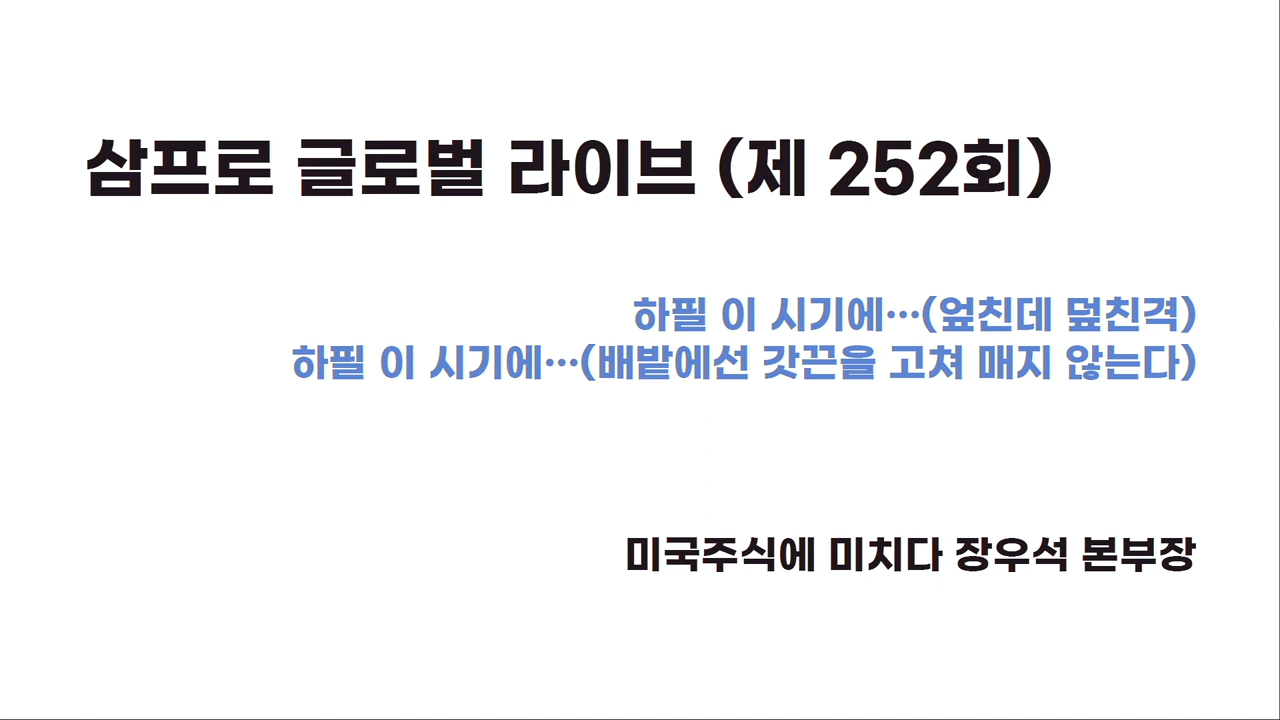 삼프로 글로벌 라이브 (제 252회)
하필 이 시기에…(엎친데 덮친격)
하필 이 시기에…(배밭에선 갓끈을 고쳐 매지 않는다)
미국주식에 미치다 장우석 본부장